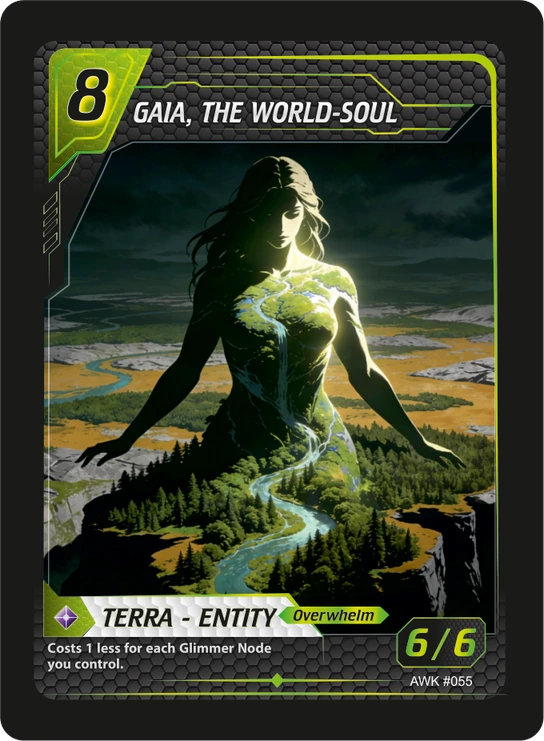 8
GAIA, THE WORLD-SOUL
TERRA - ENTITY
Overwhelm
Costs 1 less for each Glimmer Node
you control.
6/6
AWK #055